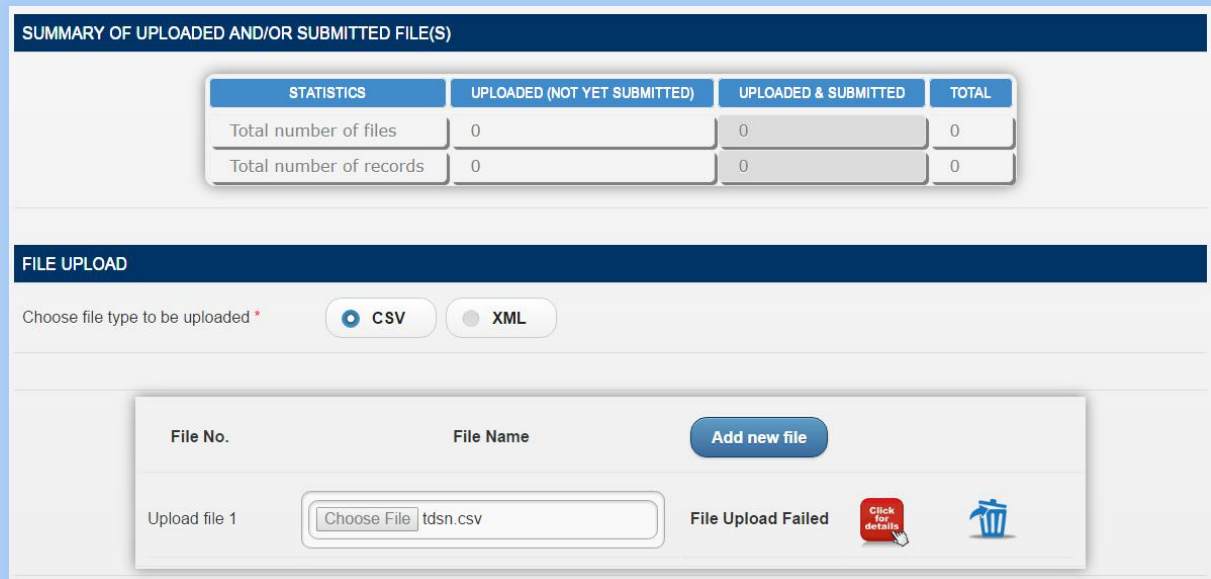 SUMMARY OF UPLOADED AND/OR SUBMITTED FILE(S)
STATISTICS UPLOADED (NOT YET SUBMITTED) UPLOADED & SUBMITTED TOTAL
Total number of files 0 0 0
Total number of records 0 0 0
FILE UPLOAD
Choose file type to be uploaded * CSV XML
File No. File Name Add new file
Upload file 1 Choose File tdsn.csv File Upload Failed Click for details